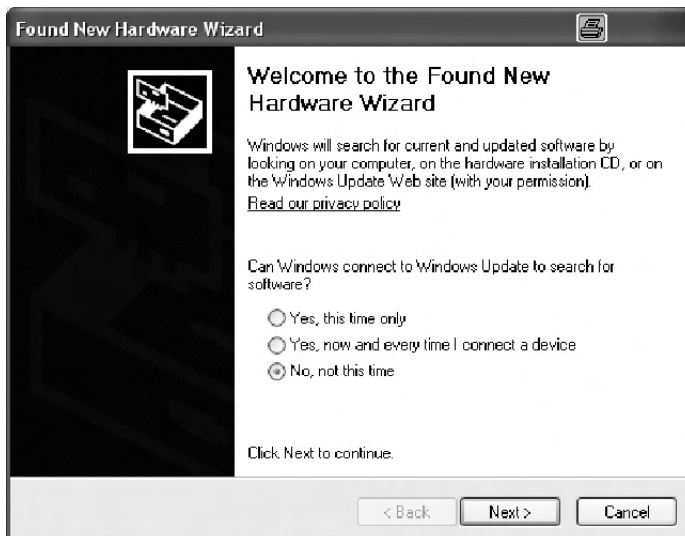 Found New Hardware Wizard
Welcome to the Found New
Hardware Wizard
Windows will search for current and updated software by
looking on your computer, on the hardware installation CD, or on
the Windows Update Web site (with your permission).
Read our privacy policy
Can Windows connect to Windows Update to search for
software?
Yes, this time only
Yes, now and every time I connect a device
No, not this time
Click Next to continue.
< Back Next > Cancel